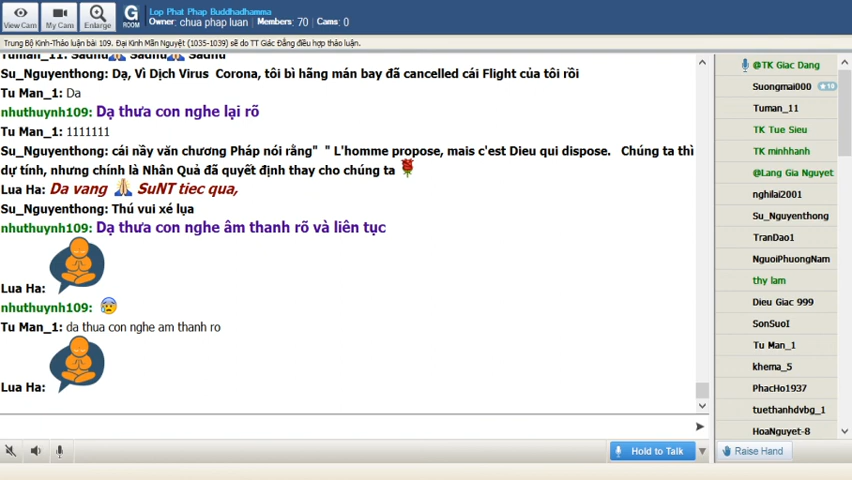 View Cam
My Cam
Enlarge
G
ROOM
Lop Phat Phap Buddhadhamma
Owner: chua phap luan / Members: 70 / Cams: 0
Trung Bộ Kinh-Thảo luận bài 109. Đại Kinh Mãn Nguyệt (1035-1039) sẽ do TT Giác Đẳng điều hợp thảo luận.
Tuman_11: Sadhu Sadhu Sadhu
Su_Nguyenthong: Dạ, Vì Dịch Virus Corona, tôi bì hãng mán bay đã cancelled cái Flight của tôi rồi
Tu Man_1: Da
nhuthuynh109: Dạ thưa con nghe lại rõ
Tu Man_1: 1111111
Su_Nguyenthong: cái nầy văn chương Pháp nói rằng" " L'homme propose, mais c'est Dieu qui dispose. Chúng ta thì
dự tính, nhưng chính là Nhân Quả đã quyết định thay cho chúng ta
Lua Ha: Da vang SuNT tiec qua,
Su_Nguyenthong: Thú vui xé lụa
nhuthuynh109: Dạ thưa con nghe âm thanh rõ và liên tục
Lua Ha:
nhuthuynh109:
Tu Man_1: da thua con nghe am thanh ro
Lua Ha:
@TK Giac Dang
Suongmai000 +10
Tuman_11
TK Tue Sieu
TK minhhanh
@Lang Gia Nguyet
nghilai2001
Su_Nguyenthong
TranDao1
NguoiPhuongNam
thy lam
Dieu Giac 999
SonSuoI
Tu Man_1
khema_5
PhacHo1937
tuethanhdvbg_1
HoaNguyet-8
Hold to Talk
Raise Hand